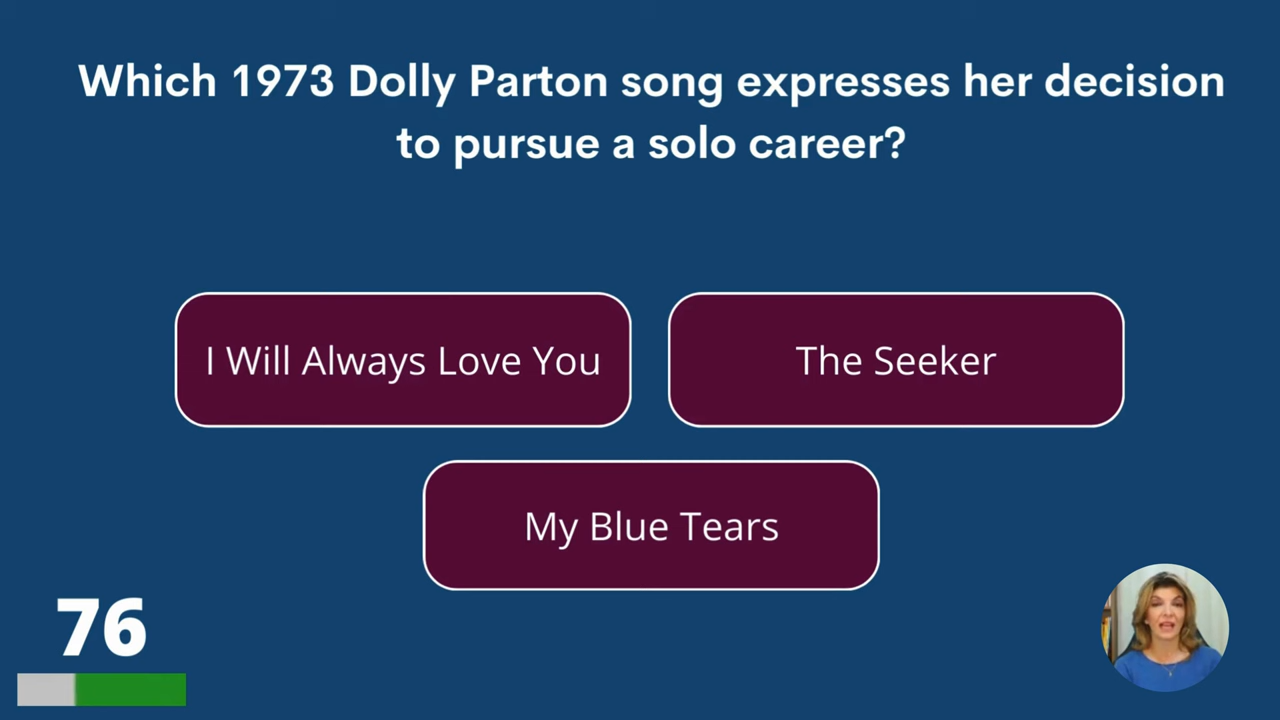 Which 1973 Dolly Parton song expresses her decision
to pursue a solo career?
I Will Always Love You
The Seeker
My Blue Tears
76